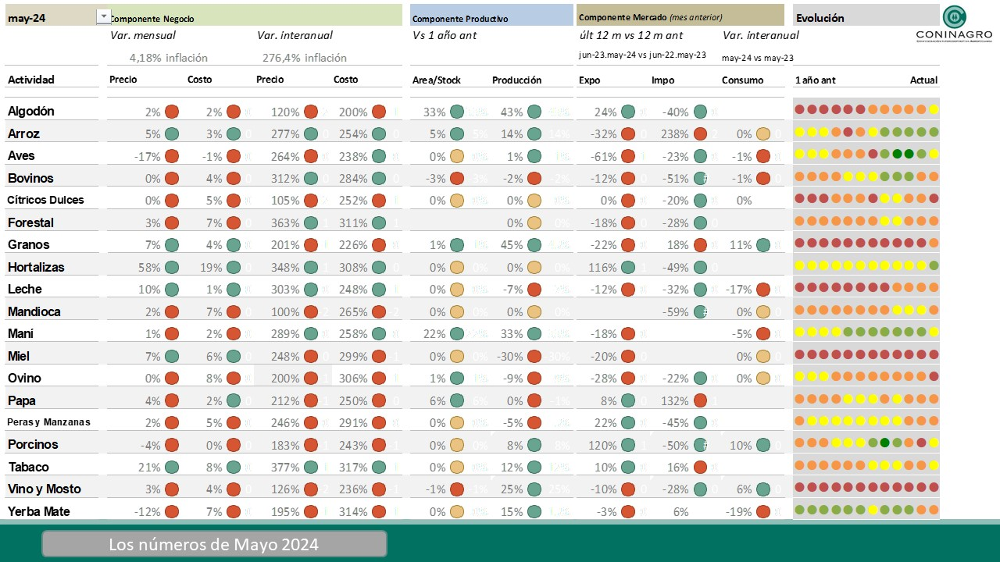 may-24 Componente Negocio Componente Productivo Componente Mercado (mes anterior) Evolución
CONINAGRO
Var. mensual Var. interanual Vs 1 año ant últ 12 m vs 12 m ant Var. interanual
4,18% inflación 276,4% inflación jun-23.may-24 vs jun-22.may-23 may-24 vs may-23
Actividad Precio Costo Precio Costo Area/Stock Producción Expo Impo Consumo 1 año ant Actual
Algodón 2% 2% 120% 200% 33% 43% 24% -40%
Arroz 5% 3% 277% 254% 5% 14% -32% 238% 0%
Aves -17% -1% 264% 238% 0% 1% -61% -23% -1%
Bovinos 0% 4% 312% 284% -3% -2% -12% -51% -1%
Cítricos Dulces 0% 5% 105% 252% 0% 0% 0% -20% 0%
Forestal 3% 7% 363% 311% 0% -18% -28%
Granos 7% 4% 201% 226% 1% 45% -22% 18% 11%
Hortalizas 58% 19% 348% 308% 0% 0% 116% -49%
Leche 10% 1% 303% 248% 0% -7% -12% -32% -17%
Mandioca 2% 7% 100% 265% 0% 0% -59% 0%
Maní 1% 2% 289% 258% 22% 33% -18% -5%
Miel 7% 6% 248% 299% 0% -30% -20% 0%
Ovino 0% 8% 200% 306% 1% -9% -28% -22% 0%
Papa 4% 2% 212% 250% 6% 0% 8% 132%
Peras y Manzanas 2% 5% 246% 291% 0% -5% 22% -45%
Porcinos -4% 0% 183% 243% 0% 8% 120% -50% 10%
Tabaco 21% 8% 377% 317% 0% 12% 10% 16%
Vino y Mosto 3% 4% 126% 236% -1% 25% -10% -28% 6%
Yerba Mate -12% 7% 195% 314% 0% 15% -3% 6% -19%
Los números de Mayo 2024